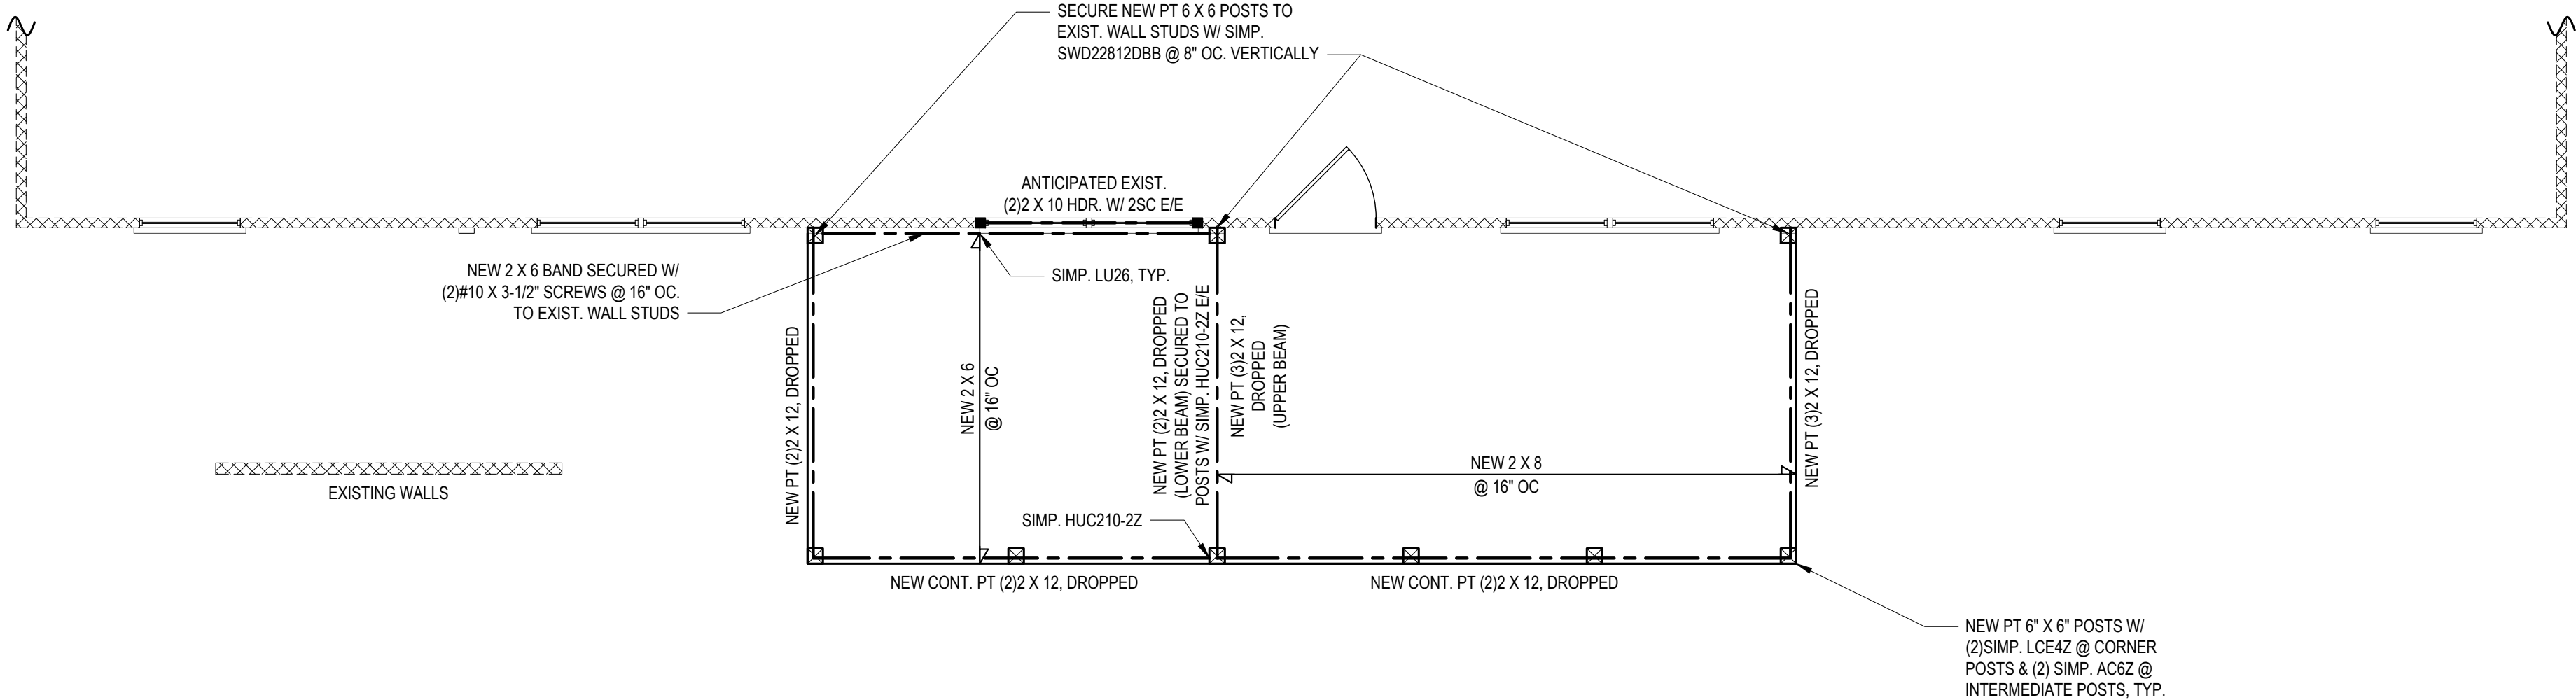 SECURE NEW PT 6 X 6 POSTS TO
EXIST. WALL STUDS W/ SIMP.
SWD22812DBB @ 8" OC. VERTICALLY
ANTICIPATED EXIST.
(2)2 X 10 HDR. W/ 2SC E/E
NEW 2 X 6 BAND SECURED W/
(2)#10 X 3-1/2" SCREWS @ 16" OC.
TO EXIST. WALL STUDS
SIMP. LU26, TYP.
NEW PT (2)2 X 12, DROPPED
NEW 2 X 6
@ 16" OC
NEW PT (2)2 X 12, DROPPED
(LOWER BEAM) SECURED TO
POSTS W/ SIMP. HUC210-2Z E/E
NEW PT (3)2 X 12,
DROPPED
(UPPER BEAM)
NEW PT (3)2 X 12, DROPPED
NEW 2 X 8
@ 16" OC
EXISTING WALLS
SIMP. HUC210-2Z
NEW CONT. PT (2)2 X 12, DROPPED
NEW CONT. PT (2)2 X 12, DROPPED
NEW PT 6" X 6" POSTS W/
(2)SIMP. LCE4Z @ CORNER
POSTS & (2) SIMP. AC6Z @
INTERMEDIATE POSTS, TYP.